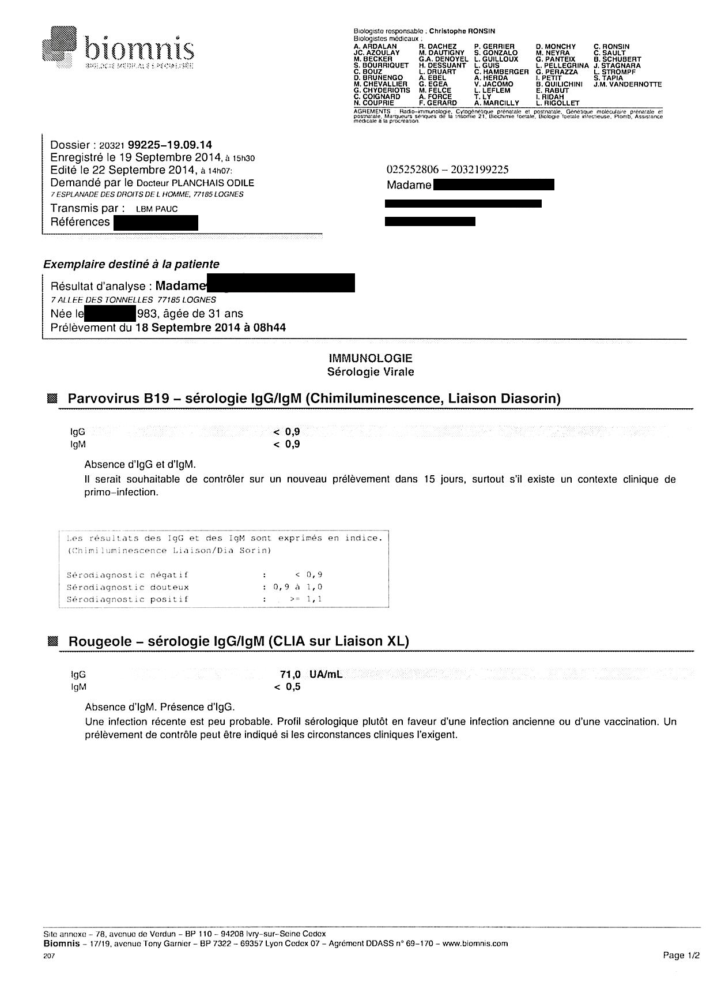 biomnis
BIOLOGIE MEDICALE SPECIALISÉE
Biologiste responsable : Christophe RONSIN
Biologistes médicaux :
A. ARDALAN R. DACHEZ P. GERRIER D. MONCHY C. RONSIN
JC. AZOULAY M. DAUTIGNY S. GONZALO M. NEYRA C. SAULT
M. BECKER G.A. DENOYEL L. GUILLOUX G. PANTEIX B. SCHUBERT
S. BOURRIQUET H. DESSUANT L. GUIS L. PELLEGRINA J. STAGNARA
C. BOUZ L. DRUART C. HAMBERGER G. PERAZZA L. STROMPF
D. BRUNENGO A. EBEL A. HERDA I. PETIT S. TAPIA
M. CHEVALLIER G. EGEA V. JACOMO B. QUILICHINI J.M. VANDERNOTTE
G. CHYDERIOTIS M. FELCE L. LEFLEM E. RABUT
C. COIGNARD A. FORCE T. LY I. RIDAH
N. COUPRIE F. GERARD A. MARCILLY L. RIGOLLET
AGREMENTS : Radio-immunologie, Cytogénétique prénatale et postnatale, Génétique moléculaire prénatale et
postnatale, Marqueurs sériques de la trisomie 21, Biochimie foetale, Biologie foetale infectieuse, Plomb, Assistance
médicale à la procréation
Dossier : 20321 99225-19.09.14
Enregistré le 19 Septembre 2014, à 15h30
Edité le 22 Septembre 2014, à 14h07:
Demandé par le Docteur PLANCHAIS ODILE
7 ESPLANADE DES DROITS DE L HOMME, 77185 LOGNES
Transmis par : LBM PAUC
Références
025252806 - 2032199225
Madame
Exemplaire destiné à la patiente
Résultat d'analyse : Madame
7 ALLEE DES TONNELLES 77185 LOGNES
Née le 983, âgée de 31 ans
Prélèvement du 18 Septembre 2014 à 08h44
IMMUNOLOGIE
Sérologie Virale
Parvovirus B19 – sérologie IgG/IgM (Chimiluminescence, Liaison Diasorin)
IgG < 0,9
IgM < 0,9
Absence d'IgG et d'IgM.
Il serait souhaitable de contrôler sur un nouveau prélèvement dans 15 jours, surtout s'il existe un contexte clinique de
primo-infection.
Les résultats des IgG et des IgM sont exprimés en indice.
(Chimiluminescence Liaison/Dia Sorin)
Sérodiagnostic négatif : < 0,9
Sérodiagnostic douteux : 0,9 à 1,0
Sérodiagnostic positif : >= 1,1
Rougeole – sérologie IgG/IgM (CLIA sur Liaison XL)
IgG 71,0 UA/mL
IgM < 0,5
Absence d'IgM. Présence d'IgG.
Une infection récente est peu probable. Profil sérologique plutôt en faveur d'une infection ancienne ou d'une vaccination. Un
prélèvement de contrôle peut être indiqué si les circonstances cliniques l'exigent.
Site annexe – 78, avenue de Verdun – BP 110 – 94208 Ivry-sur-Seine Cedex
Biomnis – 17/19, avenue Tony Garnier – BP 7322 – 69357 Lyon Cedex 07 – Agrément DDASS n° 69-170 – www.biomnis.com
207
Page 1/2